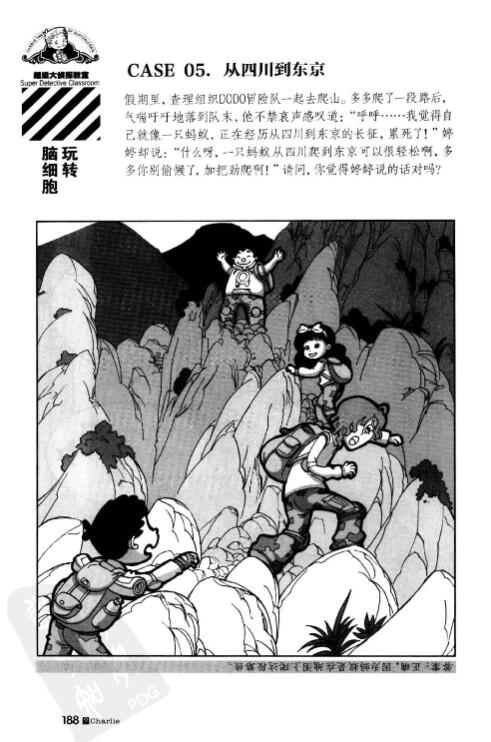 超级大侦探教室
Super Detective Classroom
玩转
脑细胞
CASE 05. 从四川到东京
假期里，查理组织DODO冒险队一起去爬山。多多爬了一段路后，
气喘吁吁地落到队末，他不禁哀声感叹道：“呼呼……我觉得自
己就像一只蚂蚁，正在经历从四川到东京的长征，累死了！”婷
婷却说：“什么呀，一只蚂蚁从四川爬到东京可以很轻松啊，多
多你别偷懒了，加把劲爬啊！”请问，你觉得婷婷说的话对吗？
答案：正确，因为蚂蚁是在地图上爬这段路线。
PDG
188 Charlie